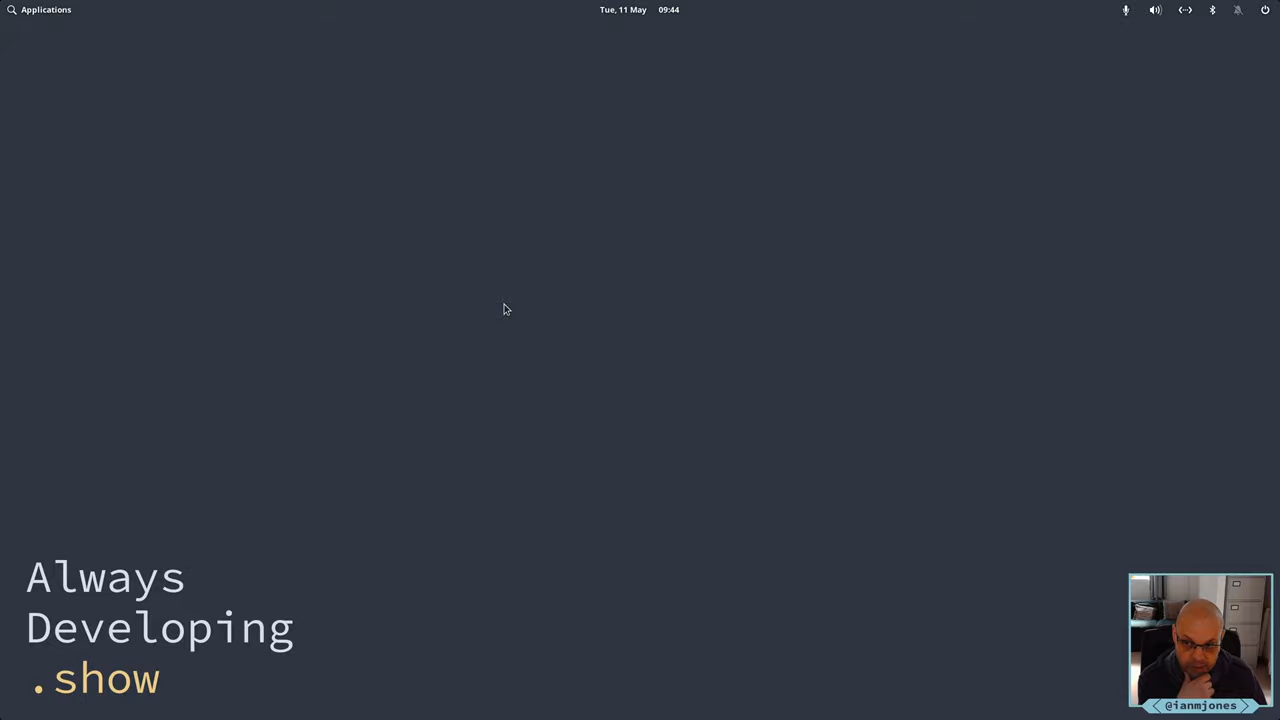 Applications
Tue, 11 May 09:44
Always
Developing
.show
@ianmjones